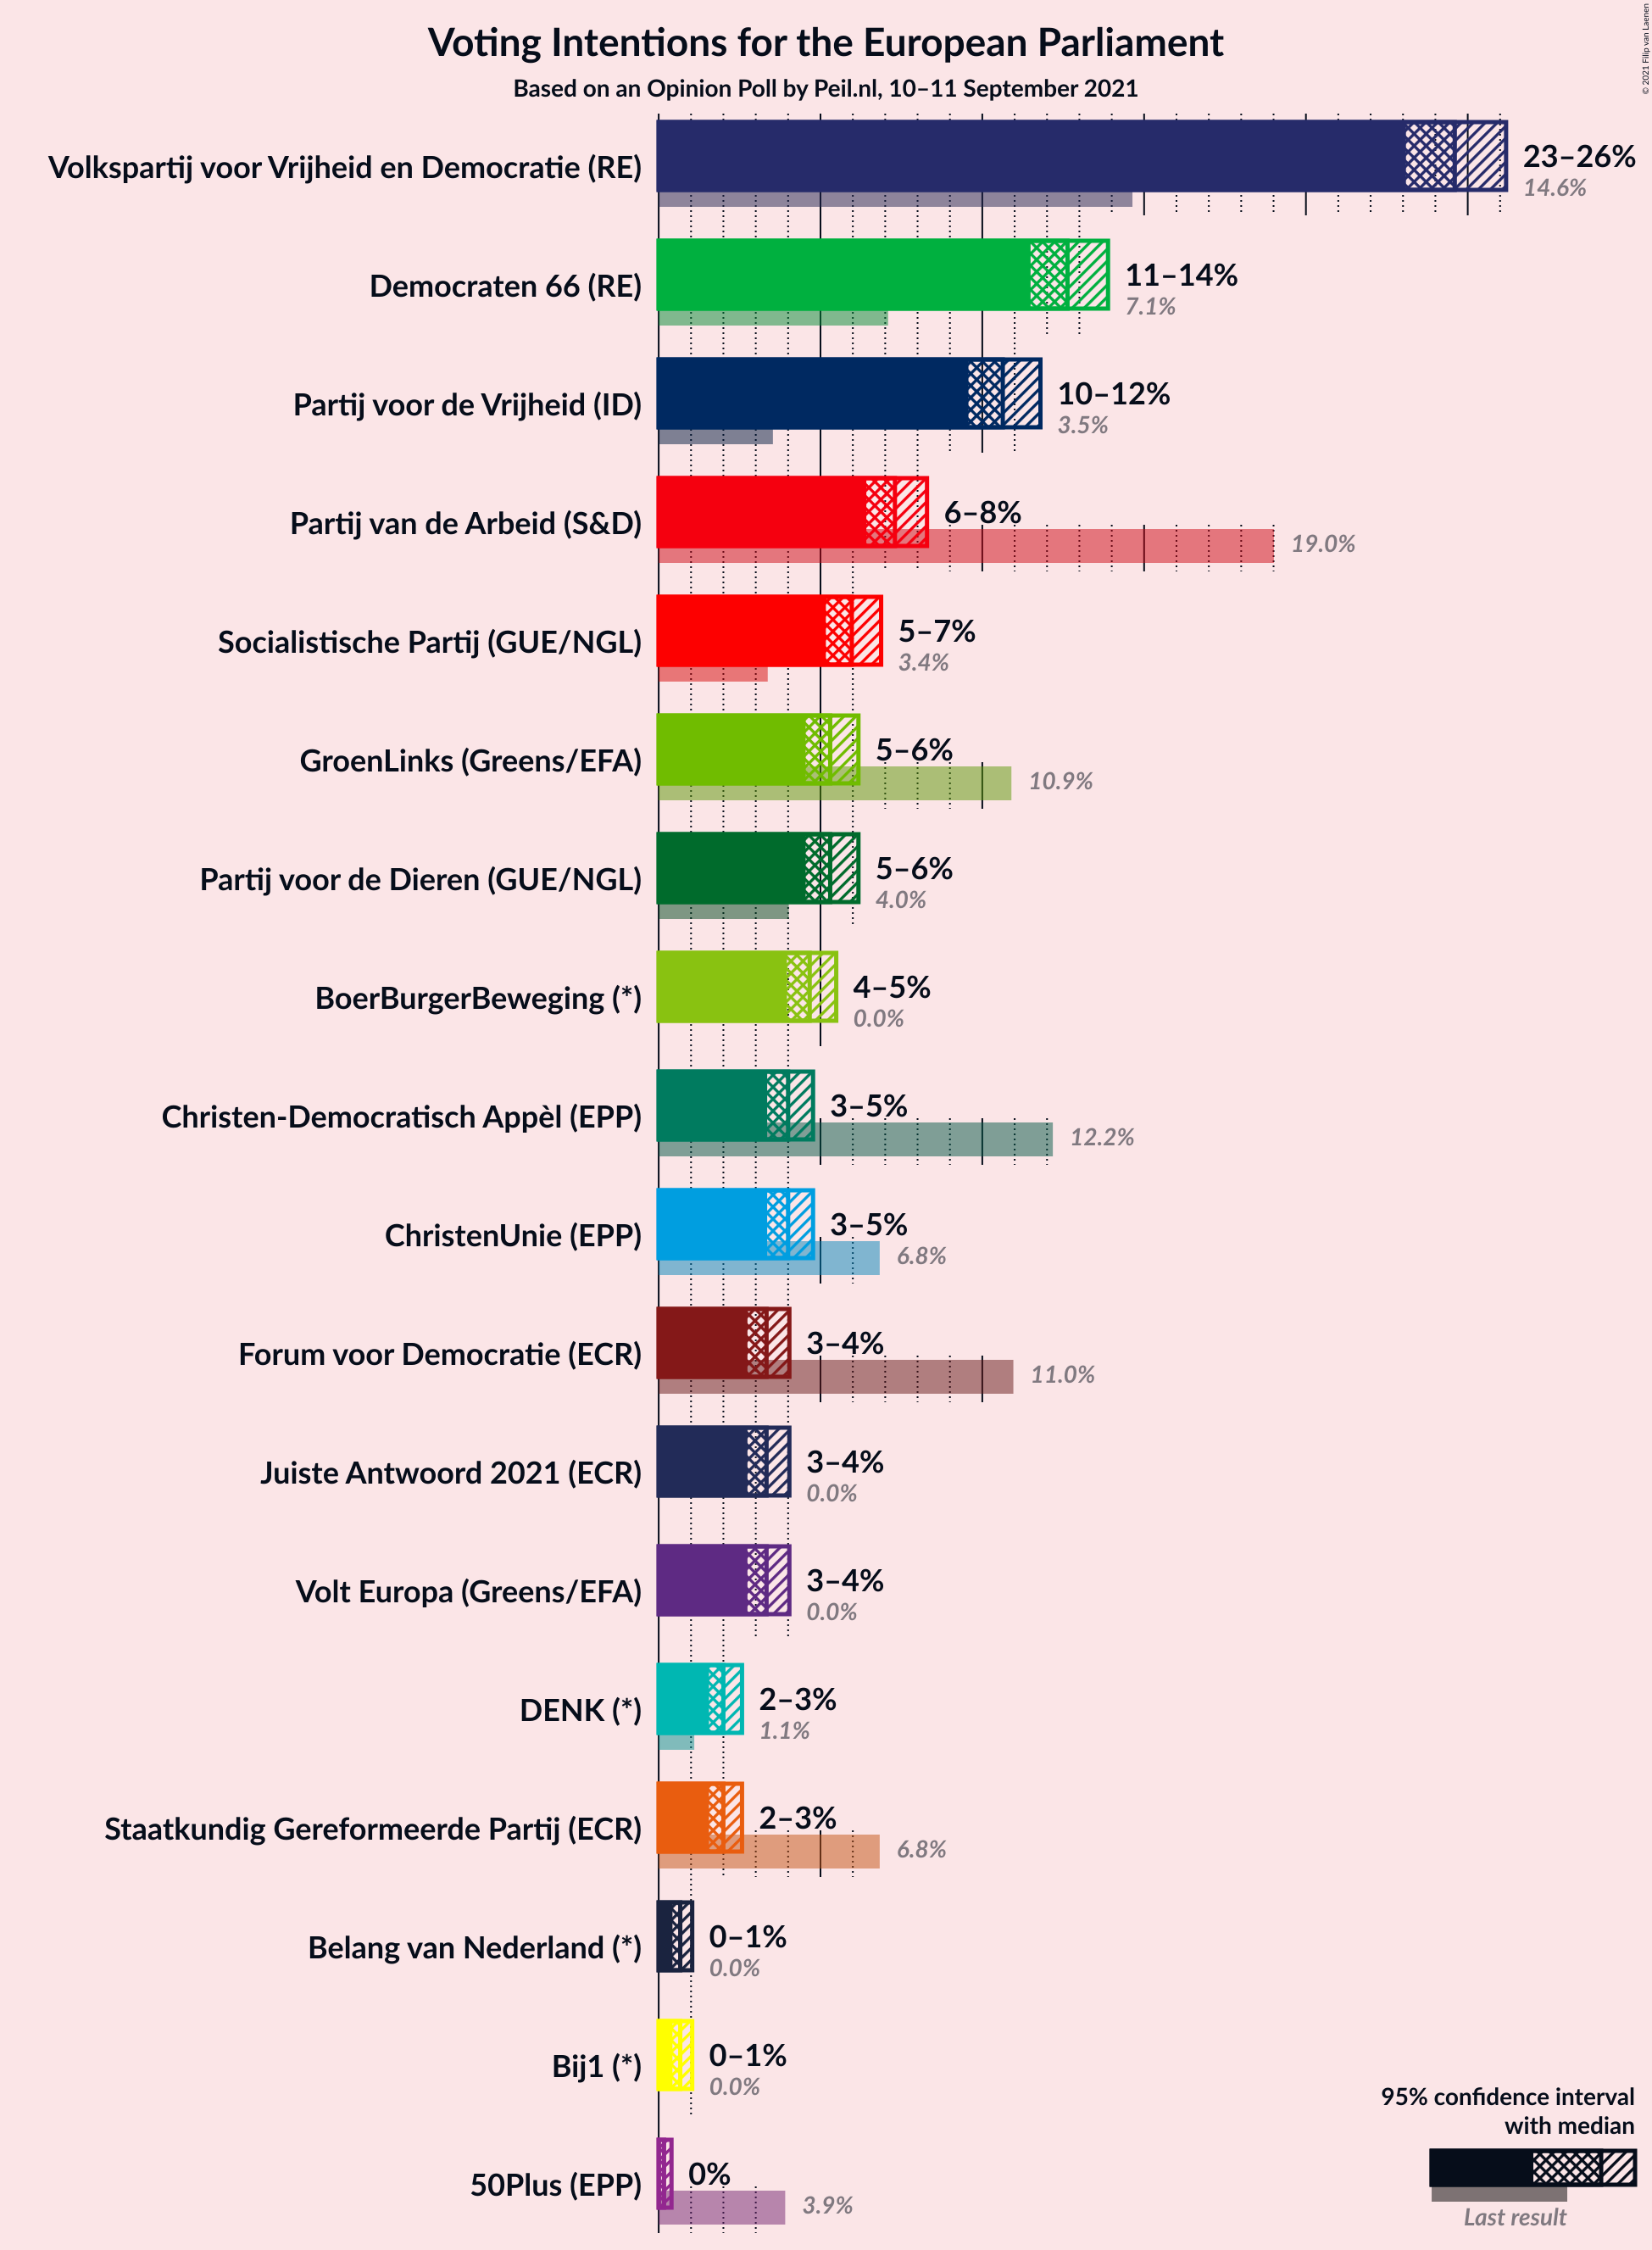 © 2021 Filip van Laenen
Voting Intentions for the European Parliament
Based on an Opinion Poll by Peil.nl, 10–11 September 2021
Volkspartij voor Vrijheid en Democratie (RE)
23–26%
14.6%
Democraten 66 (RE)
11–14%
7.1%
Partij voor de Vrijheid (ID)
10–12%
3.5%
Partij van de Arbeid (S&D)
6–8%
19.0%
Socialistische Partij (GUE/NGL)
5–7%
3.4%
GroenLinks (Greens/EFA)
5–6%
10.9%
Partij voor de Dieren (GUE/NGL)
5–6%
4.0%
BoerBurgerBeweging (*)
4–5%
0.0%
Christen-Democratisch Appèl (EPP)
3–5%
12.2%
ChristenUnie (EPP)
3–5%
6.8%
Forum voor Democratie (ECR)
3–4%
11.0%
Juiste Antwoord 2021 (ECR)
3–4%
0.0%
Volt Europa (Greens/EFA)
3–4%
0.0%
DENK (*)
2–3%
1.1%
Staatkundig Gereformeerde Partij (ECR)
2–3%
6.8%
Belang van Nederland (*)
0–1%
0.0%
Bij1 (*)
0–1%
0.0%
50Plus (EPP)
0%
3.9%
95% confidence interval
with median
Last result